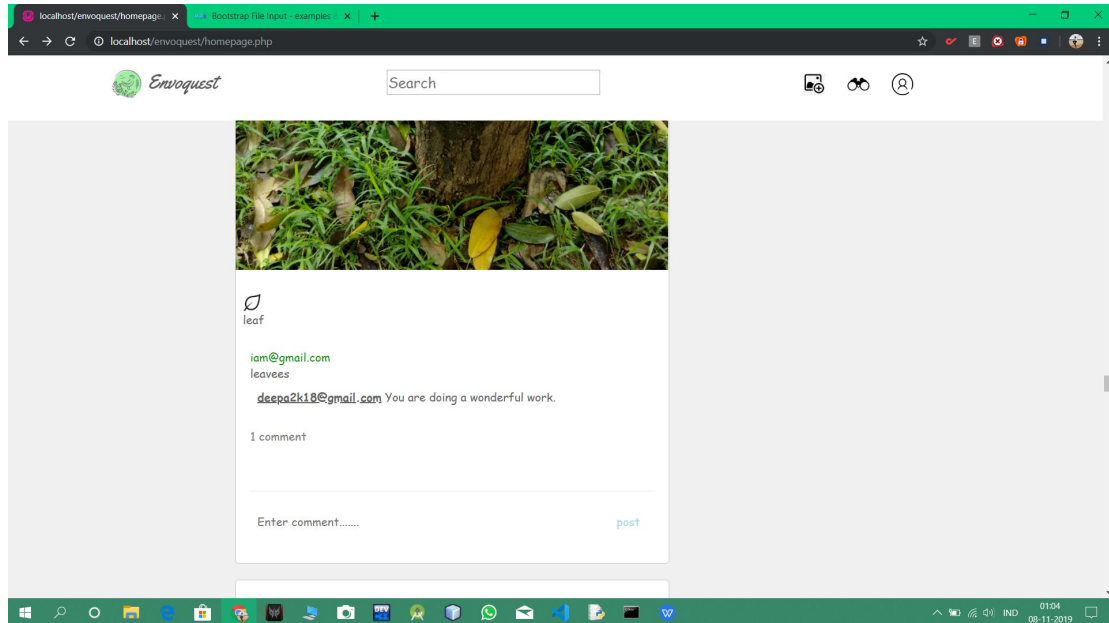 localhost/envoquest/homepage.
Bootstrap File Input - examples &
localhost/envoquest/homepage.php
Envoquest
Search
leaf
iam@gmail.com
leavees
deepa2k18@gmail.com You are doing a wonderful work.
1 comment
Enter comment.......
post
DEV
IND
01:04
08-11-2019